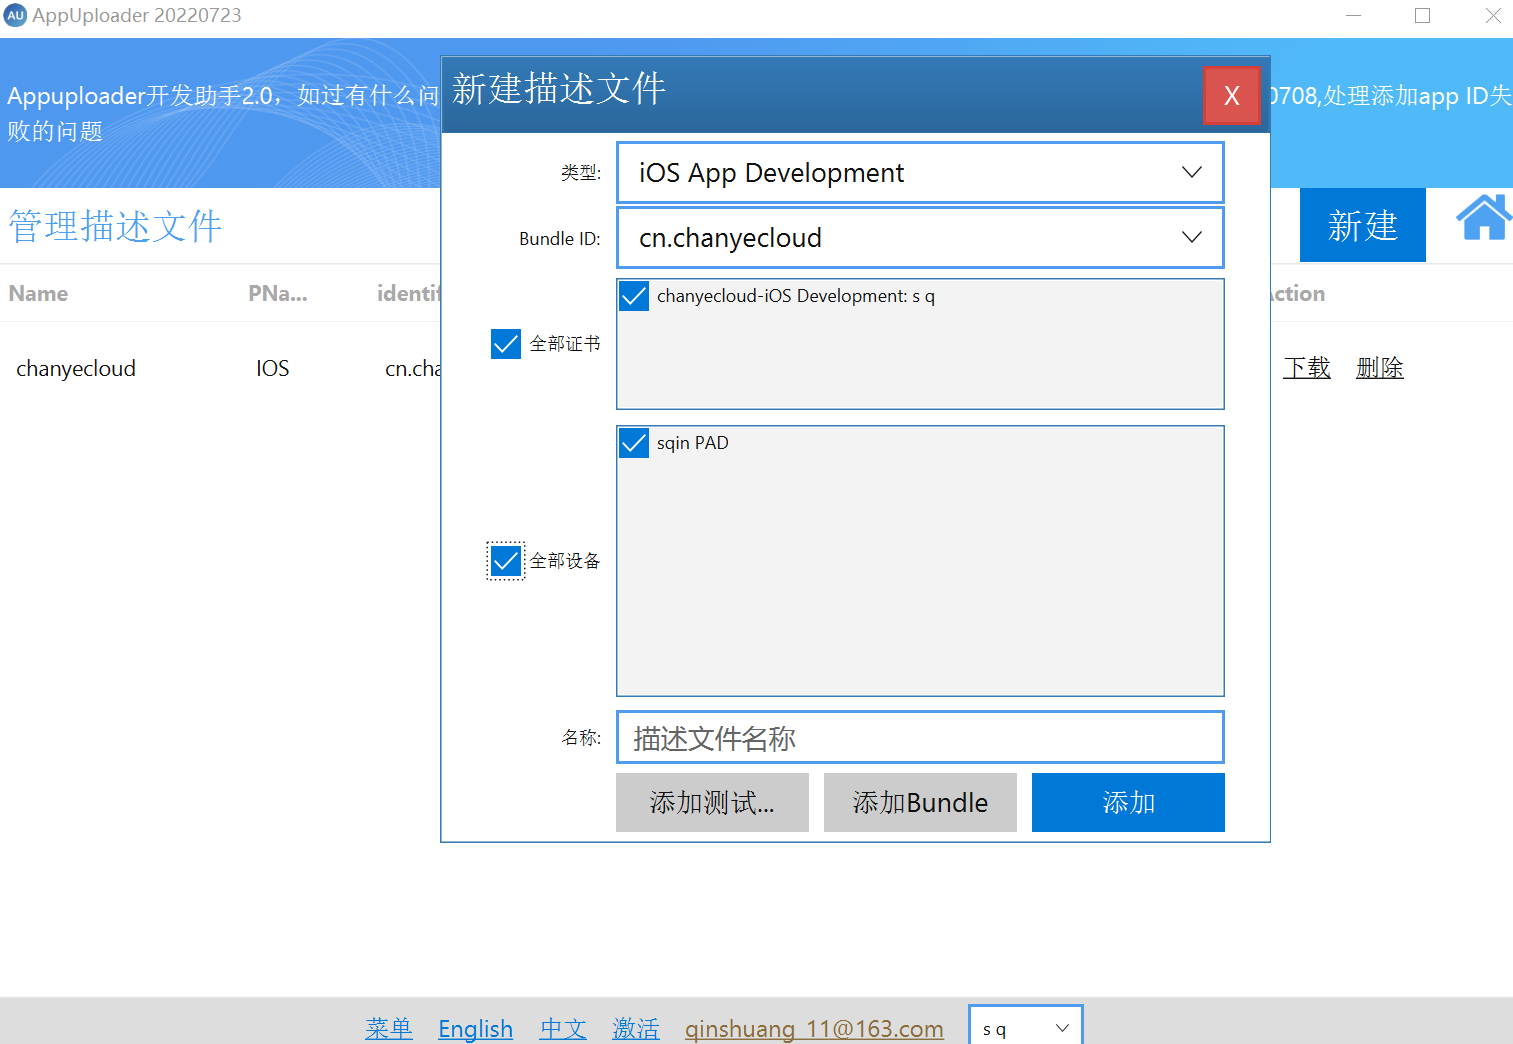 AU AppUploader 20220723
Appuploader开发助手2.0，如过有什么问
0708,处理添加app ID失
败的问题
新建描述文件
X
管理描述文件
新建
Name PNa... identif
ction
chanyecloud IOS cn.cha
下载 删除
类型: iOS App Development
Bundle ID: cn.chanyecloud
chanyecloud-iOS Development: s q
全部证书
sqin PAD
全部设备
名称: 描述文件名称
添加测试... 添加Bundle 添加
菜单 English 中文 激活 qinshuang_11@163.com s q